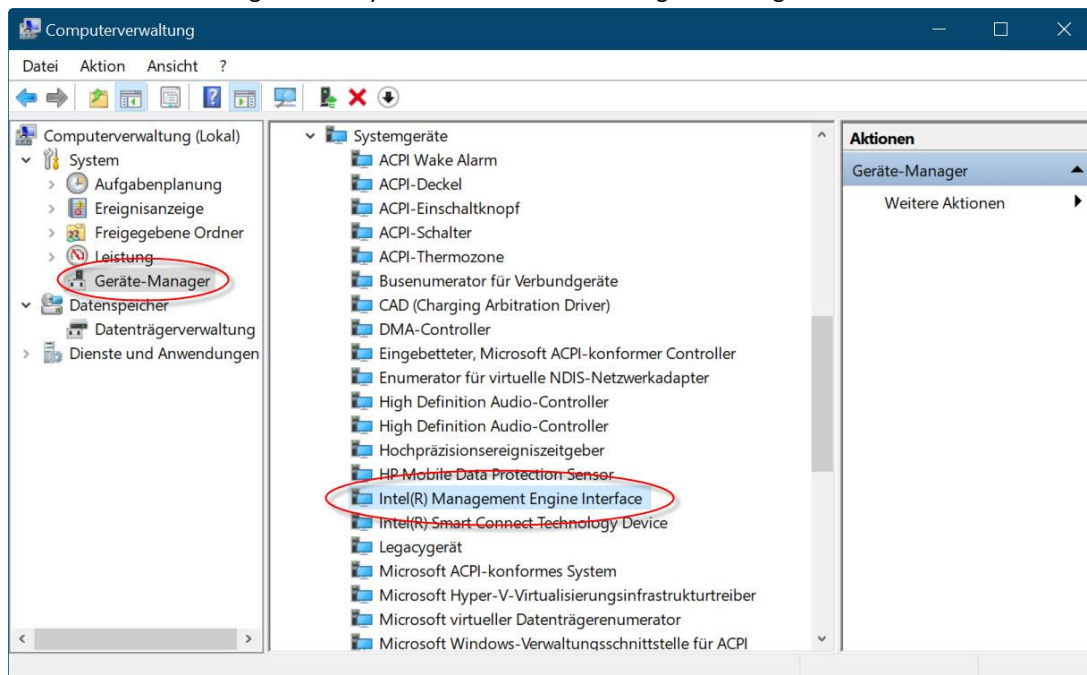 Computerverwaltung
Datei Aktion Ansicht ?
Computerverwaltung (Lokal)
System
Aufgabenplanung
Ereignisanzeige
Freigegebene Ordner
Leistung
Geräte-Manager
Datenspeicher
Datenträgerverwaltung
Dienste und Anwendungen
Systemgeräte
ACPI Wake Alarm
ACPI-Deckel
ACPI-Einschaltknopf
ACPI-Schalter
ACPI-Thermozone
Busenumerator für Verbundgeräte
CAD (Charging Arbitration Driver)
DMA-Controller
Eingebetteter, Microsoft ACPI-konformer Controller
Enumerator für virtuelle NDIS-Netzwerkadapter
High Definition Audio-Controller
High Definition Audio-Controller
Hochpräzisionsereigniszeitgeber
HP Mobile Data Protection Sensor
Intel(R) Management Engine Interface
Intel(R) Smart Connect Technology Device
Legacygerät
Microsoft ACPI-konformes System
Microsoft Hyper-V-Virtualisierungsinfrastrukturtreiber
Microsoft virtueller Datenträgerenumerator
Microsoft Windows-Verwaltungsschnittstelle für ACPI
Aktionen
Geräte-Manager
Weitere Aktionen